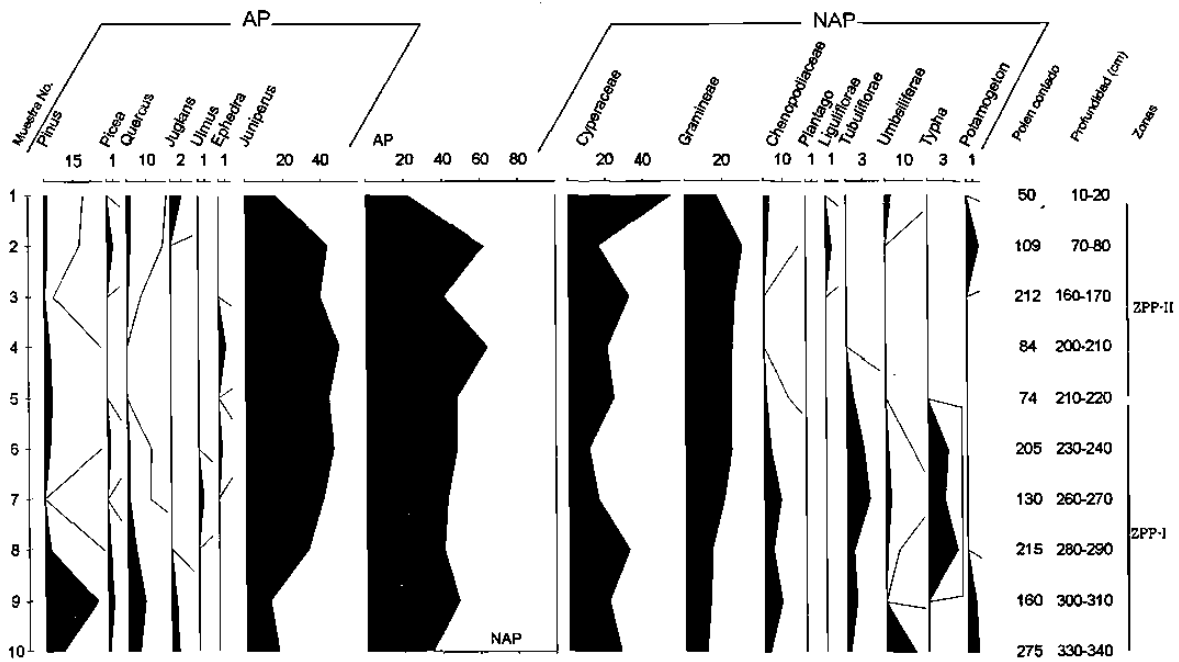 AP
NAP
Muestra No.
Pinus
Picea
Quercus
Juglans
Ulmus
Ephedra
Juniperus
AP
Cyperaceae
Gramineae
Chenopodiaceae
Plantago
Liguliflorae
Tubuliflorae
Umbelliferae
Typha
Potamogeton
Polen contado
Profundidad (cm)
Zonas
15 1 10 2 1 1 20 40 20 40 60 80 20 40 20 10 1 1 3 10 3 1
1 50 10-20
2 109 70-80
3 212 160-170
ZPP-II
4 84 200-210
5 74 210-220
6 205 230-240
7 130 260-270
ZPP-I
8 215 280-290
9 160 300-310
NAP
10 275 330-340